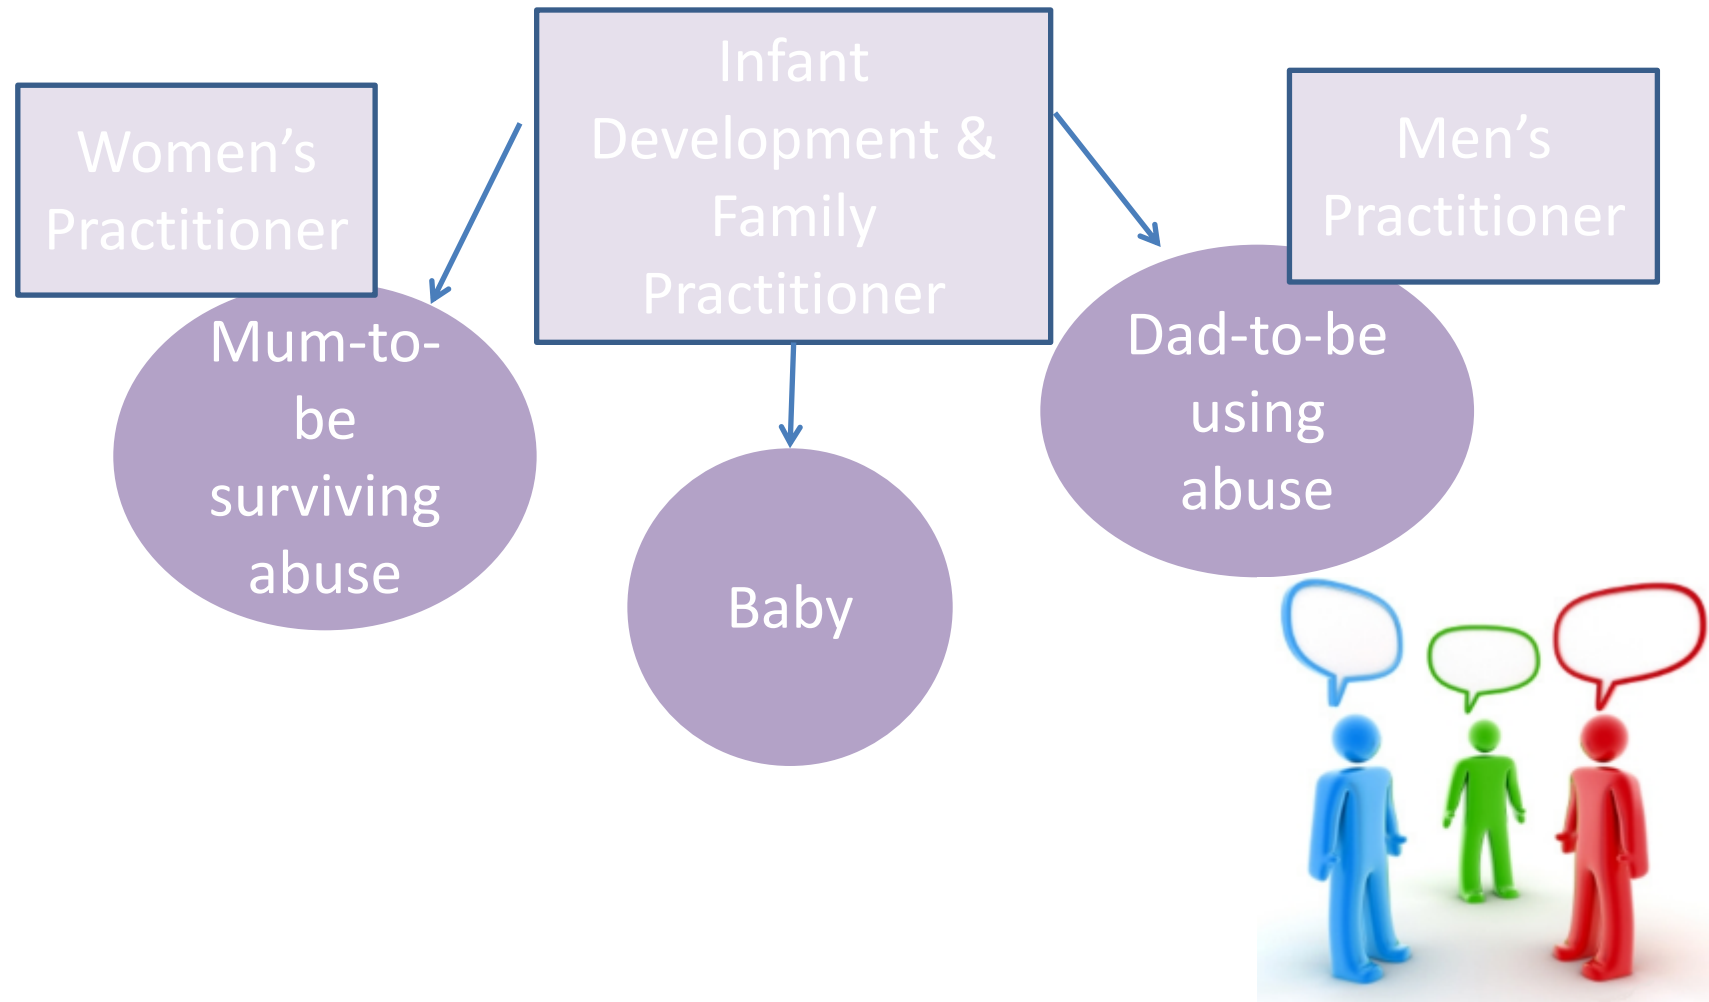 Women’s
Practitioner
Infant
Development &
Family
Practitioner
Men’s
Practitioner
Mum-to-
be
surviving
abuse
Baby
Dad-to-be
using
abuse